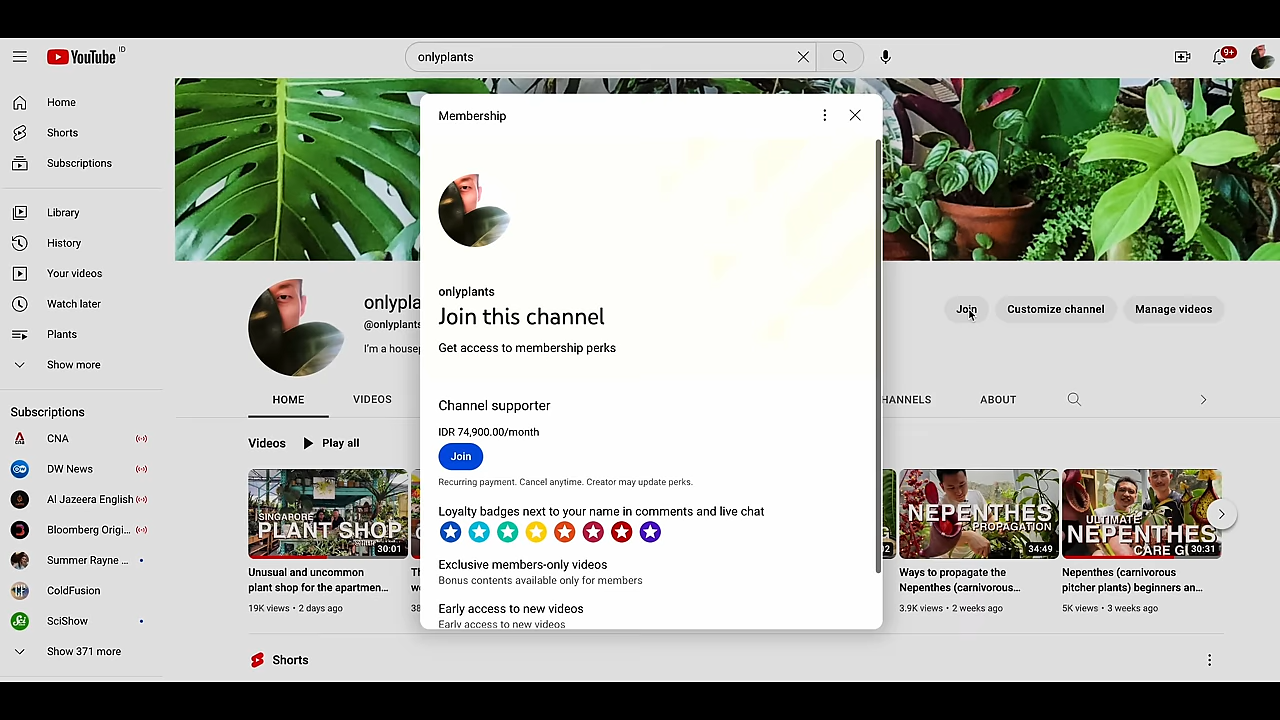 YouTube ID
onlyplants
9+
Home
Shorts
Subscriptions
Library
History
Your videos
Watch later
Plants
Show more
Subscriptions
CNA
DW News
Al Jazeera English
Bloomberg Origi...
Summer Rayne ...
ColdFusion
SciShow
Show 371 more
onlypla
@onlyplants
I'm a house
Join
Customize channel
Manage videos
HOME
VIDEOS
HANNELS
ABOUT
Videos
Play all
SINGAPORE
PLANT SHOP
30:01
Unusual and uncommon
plant shop for the apartmen...
19K views • 2 days ago
NEPENTHES
PROPAGATION
34:49
Ways to propagate the
Nepenthes (carnivorous...
3.9K views • 2 weeks ago
ULTIMATE
NEPENTHES
CARE GU
30:31
Nepenthes (carnivorous
pitcher plants) beginners an...
5K views • 3 weeks ago
Shorts
Membership
onlyplants
Join this channel
Get access to membership perks
Channel supporter
IDR 74,900.00/month
Join
Recurring payment. Cancel anytime. Creator may update perks.
Loyalty badges next to your name in comments and live chat
Exclusive members-only videos
Bonus contents available only for members
Early access to new videos
Early access to new videos